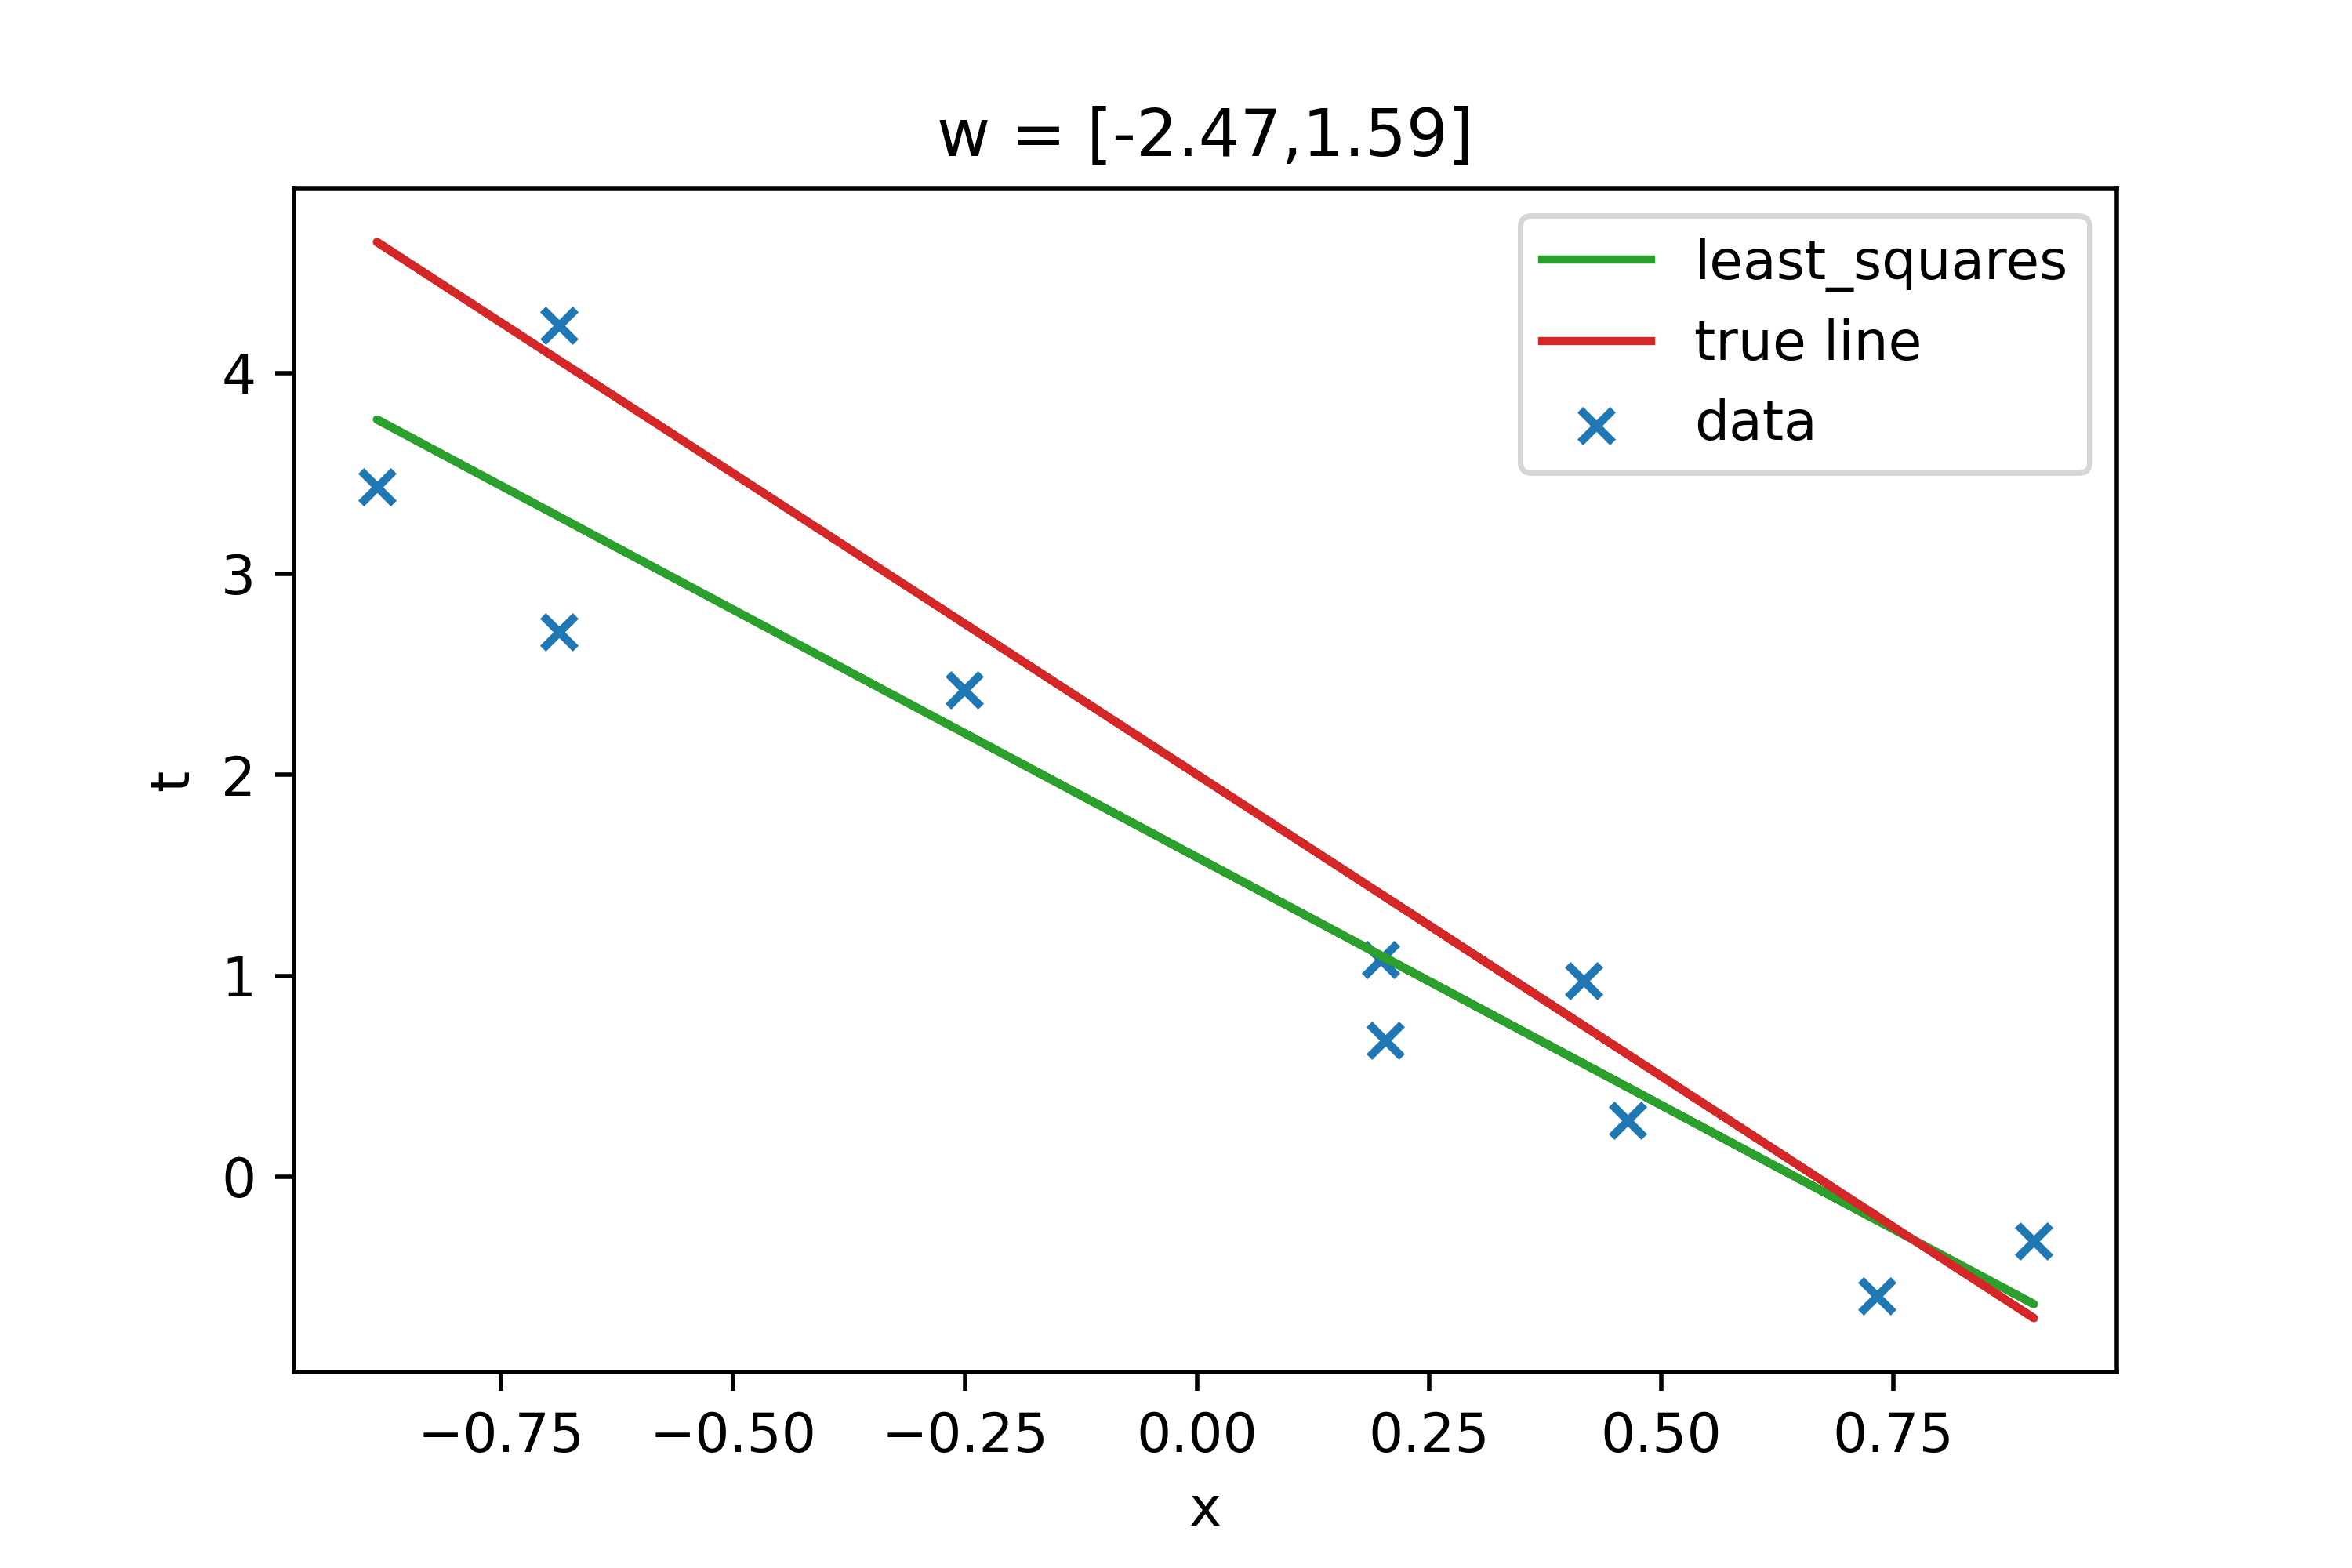 w = [-2.47,1.59]
least_squares
true line
data
4
3
2
1
0
t
−0.75 −0.50 −0.25 0.00 0.25 0.50 0.75
x